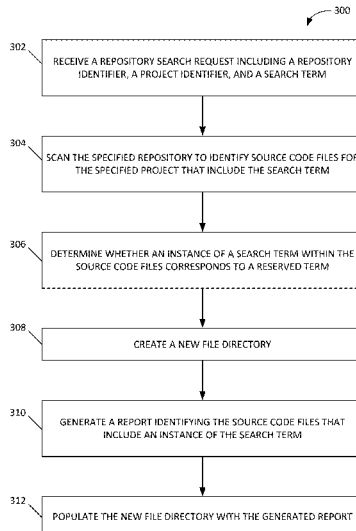 300
302
RECEIVE A REPOSITORY SEARCH REQUEST INCLUDING A REPOSITORY
IDENTIFIER, A PROJECT IDENTIFIER, AND A SEARCH TERM
304
SCAN THE SPECIFIED REPOSITORY TO IDENTIFY SOURCE CODE FILES FOR
THE SPECIFIED PROJECT THAT INCLUDE THE SEARCH TERM
306
DETERMINE WHETHER AN INSTANCE OF A SEARCH TERM WITHIN THE
SOURCE CODE FILES CORRESPONDS TO A RESERVED TERM
308
CREATE A NEW FILE DIRECTORY
310
GENERATE A REPORT IDENTIFYING THE SOURCE CODE FILES THAT
INCLUDE AN INSTANCE OF THE SEARCH TERM
312
POPULATE THE NEW FILE DIRECTORY WITH THE GENERATED REPORT